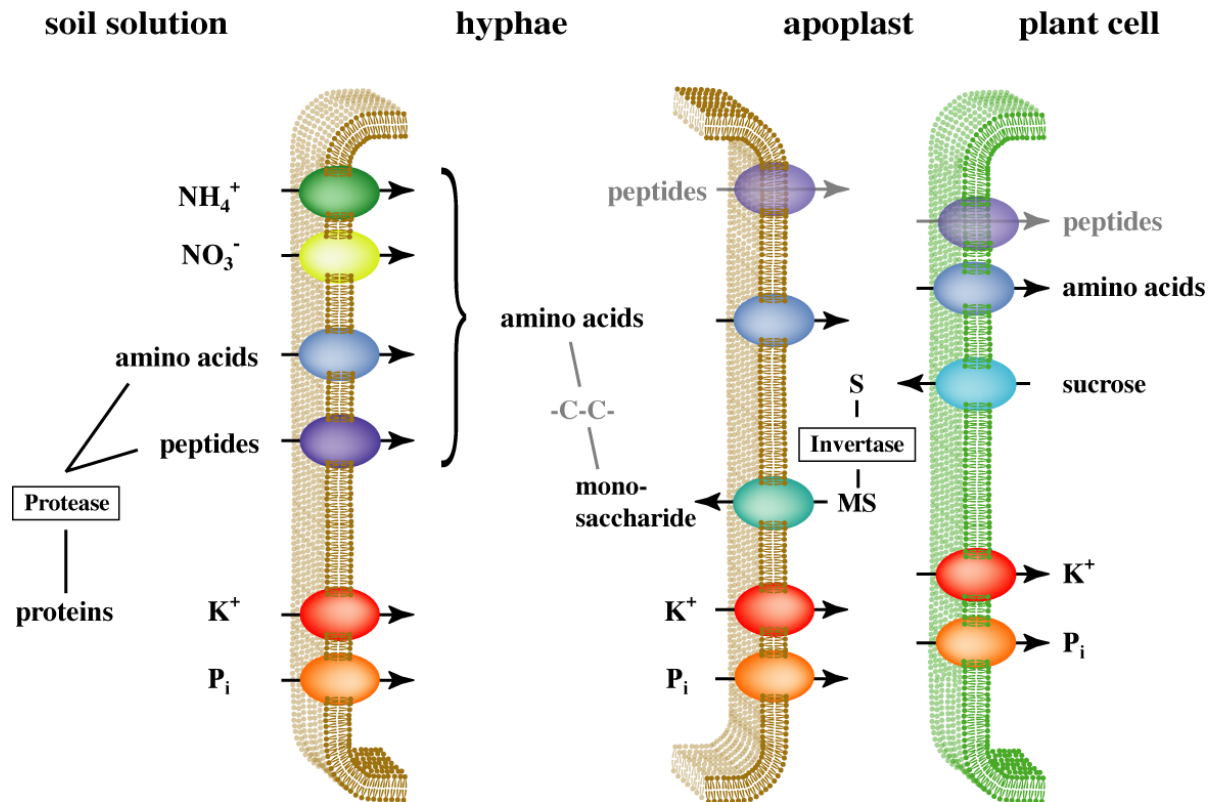 soil solution
hyphae
apoplast
plant cell
NH₄⁺
NO₃⁻
amino acids
peptides
Protease
proteins
K⁺
Pᵢ
amino acids
-C-C-
mono-
saccharide
peptides
S
Invertase
MS
K⁺
Pᵢ
peptides
amino acids
sucrose
K⁺
Pᵢ